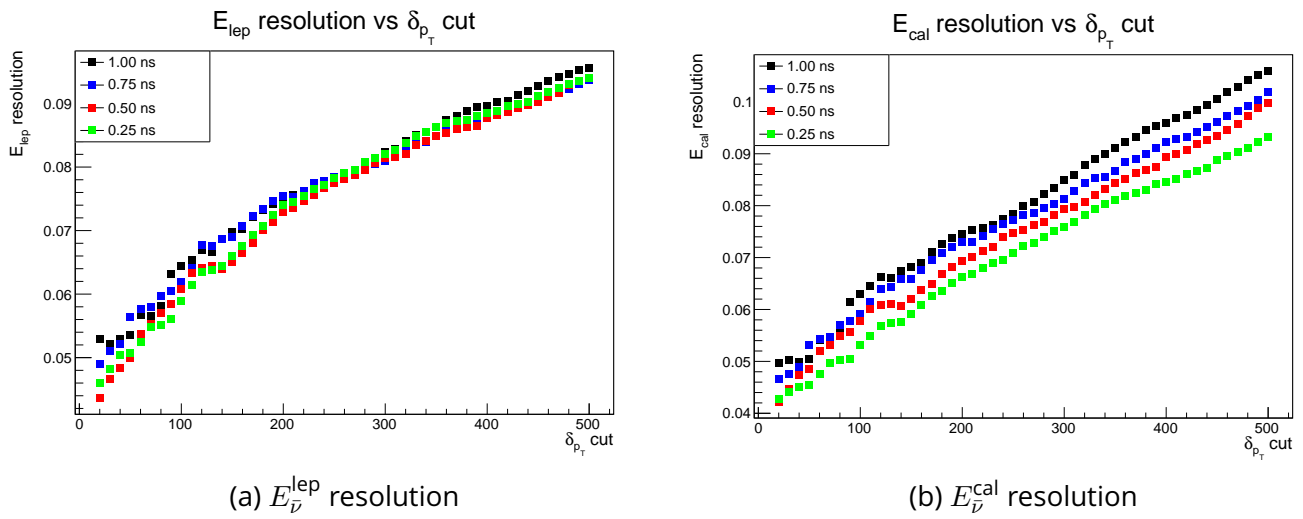 E_lep resolution vs δ_p_T cut
E_lep resolution
1.00 ns
0.75 ns
0.50 ns
0.25 ns
0.09
0.08
0.07
0.06
0.05
0 100 200 300 400 500
δ_p_T cut
(a) E_ν̄^lep resolution
E_cal resolution vs δ_p_T cut
E_cal resolution
1.00 ns
0.75 ns
0.50 ns
0.25 ns
0.1
0.09
0.08
0.07
0.06
0.05
0.04
0 100 200 300 400 500
δ_p_T cut
(b) E_ν̄^cal resolution